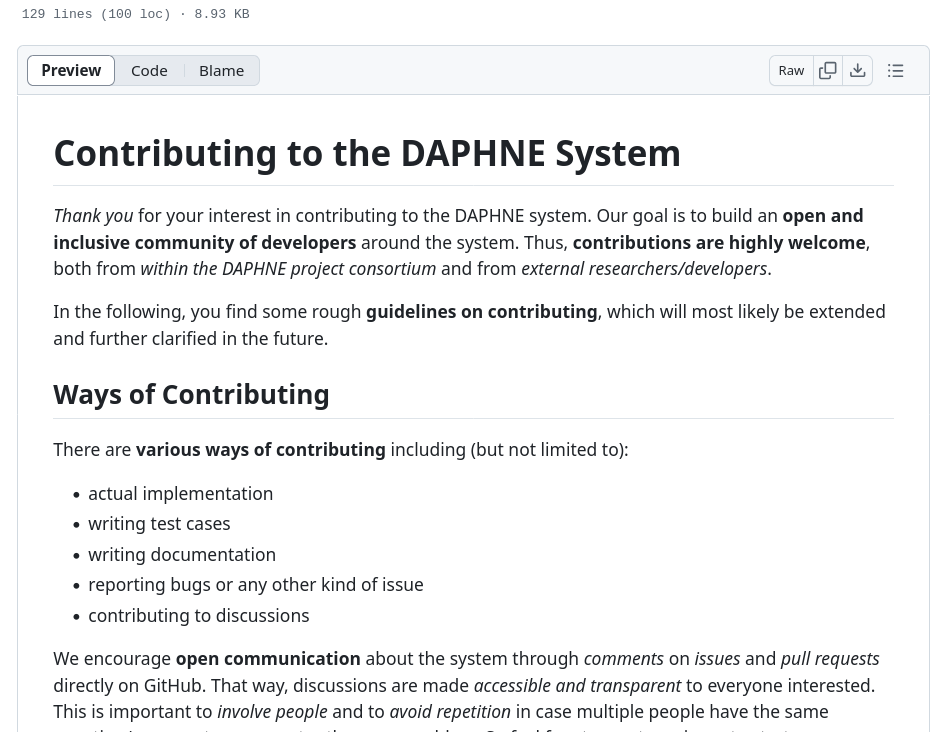 129 lines (100 loc) · 8.93 KB
Preview Code Blame Raw
Contributing to the DAPHNE System
Thank you for your interest in contributing to the DAPHNE system. Our goal is to build an open and
inclusive community of developers around the system. Thus, contributions are highly welcome,
both from within the DAPHNE project consortium and from external researchers/developers.
In the following, you find some rough guidelines on contributing, which will most likely be extended
and further clarified in the future.
Ways of Contributing
There are various ways of contributing including (but not limited to):
• actual implementation
• writing test cases
• writing documentation
• reporting bugs or any other kind of issue
• contributing to discussions
We encourage open communication about the system through comments on issues and pull requests
directly on GitHub. That way, discussions are made accessible and transparent to everyone interested.
This is important to involve people and to avoid repetition in case multiple people have the same